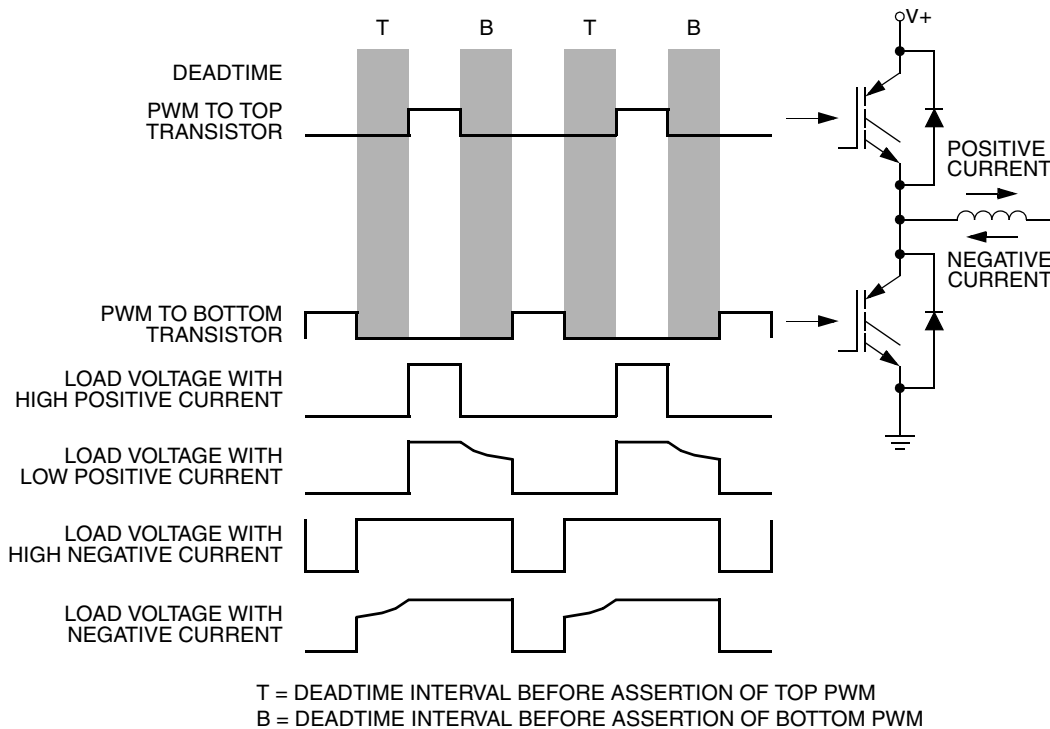 T B T B
V+
DEADTIME
PWM TO TOP
TRANSISTOR
POSITIVE
CURRENT
NEGATIVE
CURRENT
PWM TO BOTTOM
TRANSISTOR
LOAD VOLTAGE WITH
HIGH POSITIVE CURRENT
LOAD VOLTAGE WITH
LOW POSITIVE CURRENT
LOAD VOLTAGE WITH
HIGH NEGATIVE CURRENT
LOAD VOLTAGE WITH
NEGATIVE CURRENT
T = DEADTIME INTERVAL BEFORE ASSERTION OF TOP PWM
B = DEADTIME INTERVAL BEFORE ASSERTION OF BOTTOM PWM